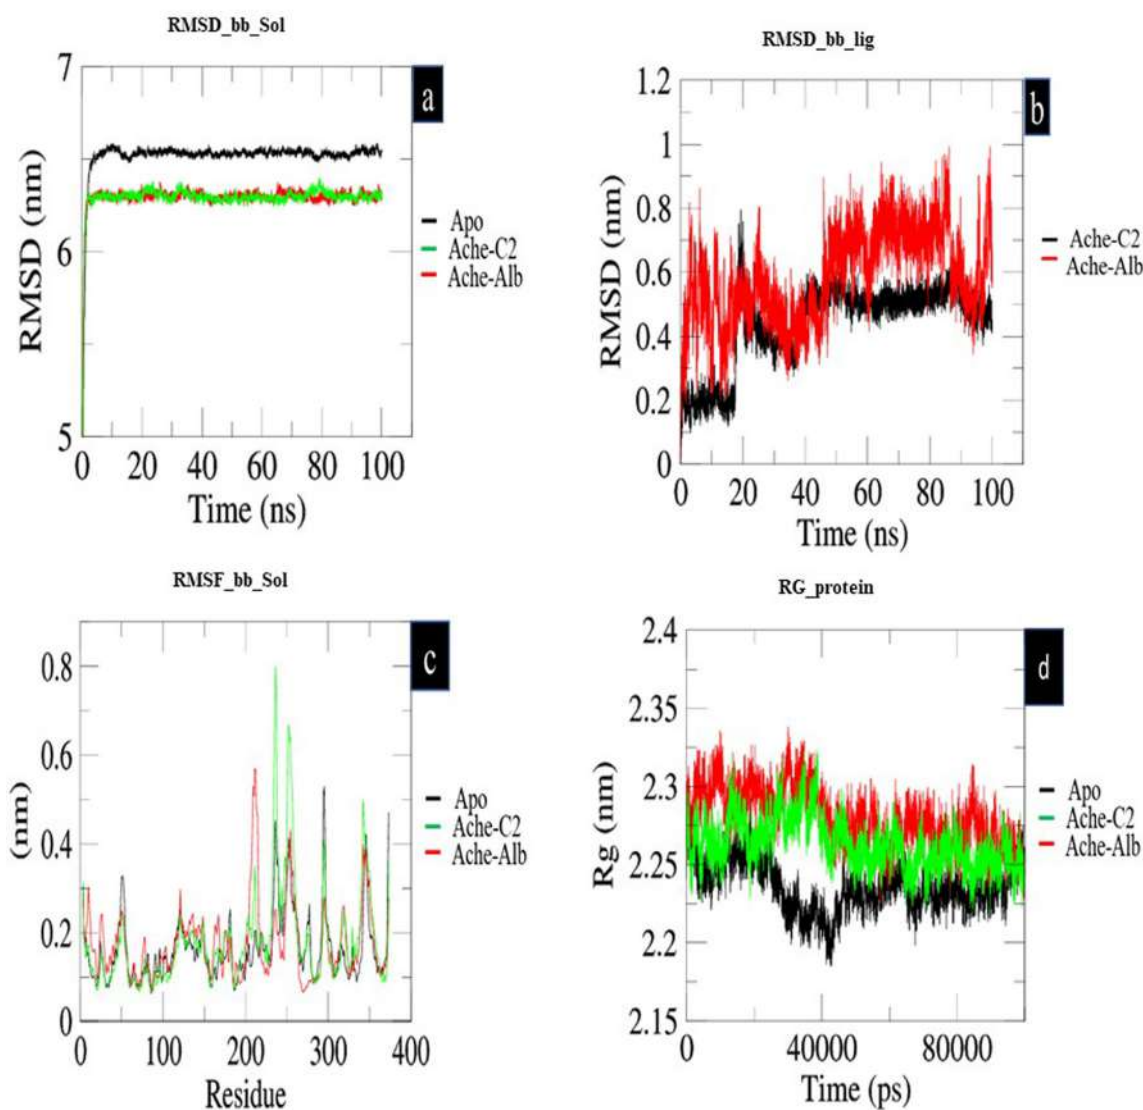 RMSD_bb_Sol
a
7
6
5
RMSD (nm)
0 20 40 60 80 100
Time (ns)
Apo
Ache-C2
Ache-Alb
RMSD_bb_lig
b
1.2
1
0.8
0.6
0.4
0.2
0
RMSD (nm)
0 20 40 60 80 100
Time (ns)
Ache-C2
Ache-Alb
RMSF_bb_Sol
c
0.8
0.6
0.4
0.2
0
(nm)
0 100 200 300 400
Residue
Apo
Ache-C2
Ache-Alb
RG_protein
d
2.4
2.35
2.3
2.25
2.2
2.15
Rg (nm)
0 40000 80000
Time (ps)
Apo
Ache-C2
Ache-Alb